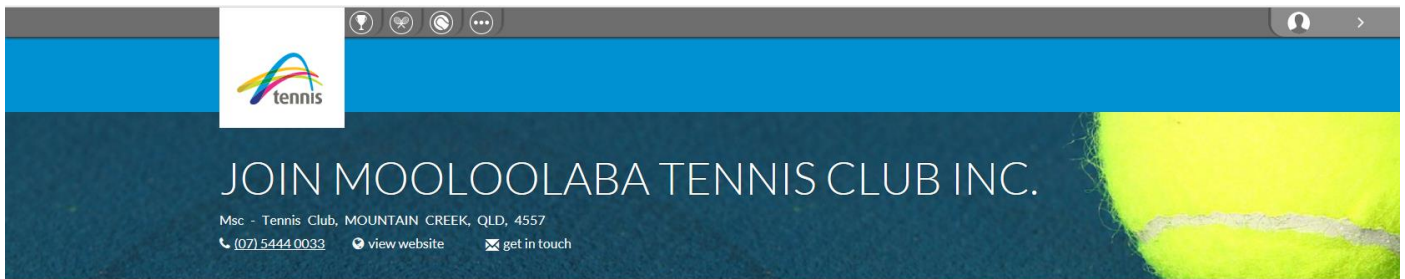 tennis
JOIN MOOLOOLABA TENNIS CLUB INC.
Msc - Tennis Club, MOUNTAIN CREEK, QLD, 4557
(07) 5444 0033 view website get in touch